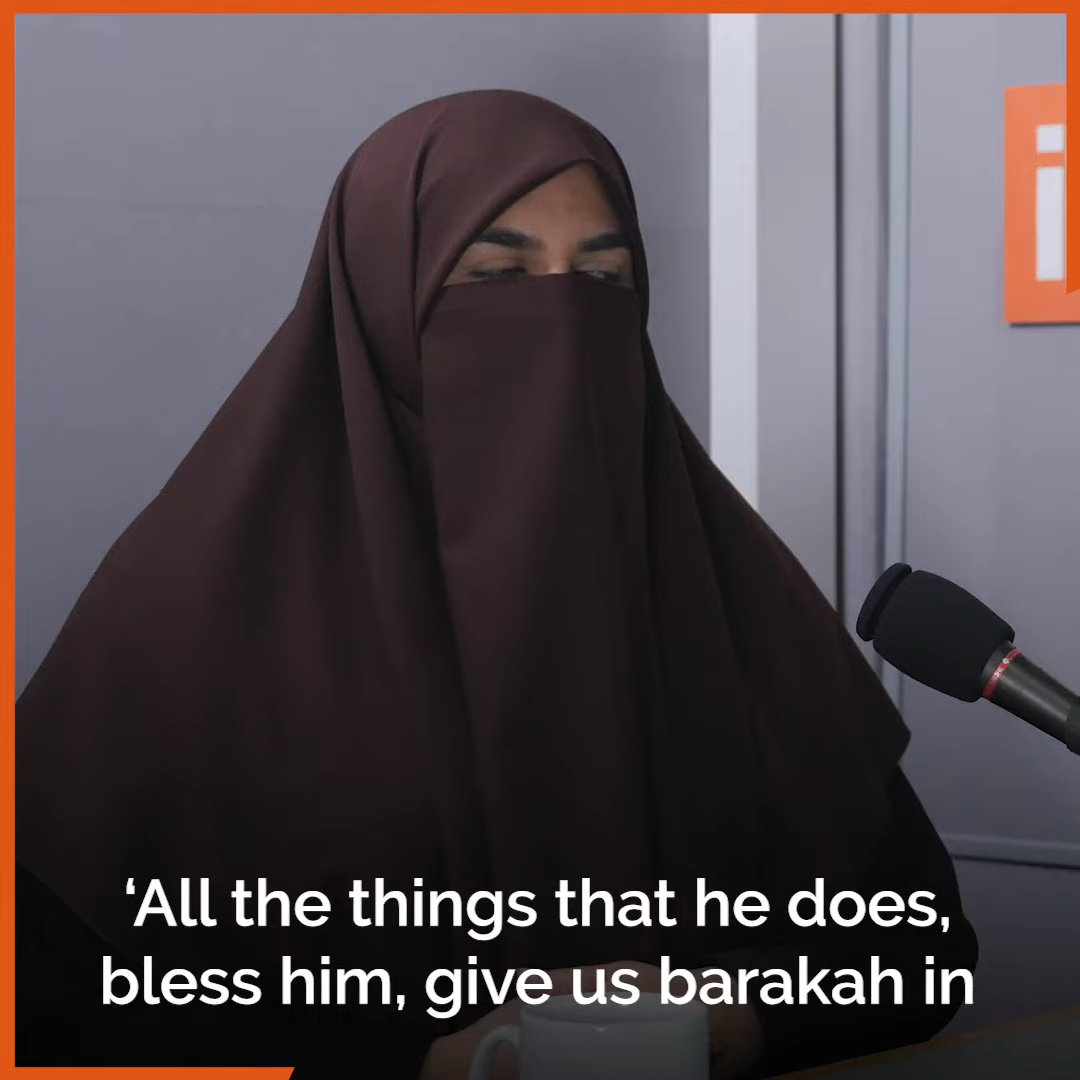 i
‘All the things that he does,
bless him, give us barakah in